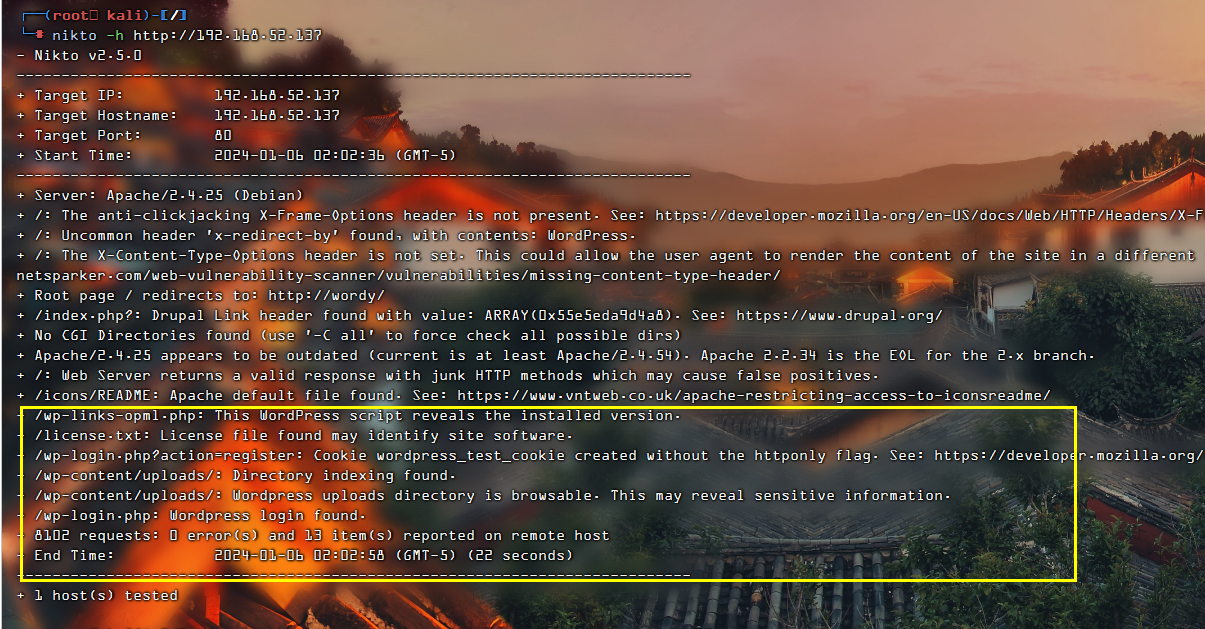 ┌──(root㉿ kali)-[/]
└─# nikto -h http://192.168.52.137
- Nikto v2.5.0
---------------------------------------------------------------------------
+ Target IP: 192.168.52.137
+ Target Hostname: 192.168.52.137
+ Target Port: 80
+ Start Time: 2024-01-06 02:02:36 (GMT-5)
---------------------------------------------------------------------------
+ Server: Apache/2.4.25 (Debian)
+ /: The anti-clickjacking X-Frame-Options header is not present. See: https://developer.mozilla.org/en-US/docs/Web/HTTP/Headers/X-F
+ /: Uncommon header 'x-redirect-by' found, with contents: WordPress.
+ /: The X-Content-Type-Options header is not set. This could allow the user agent to render the content of the site in a different
netsparker.com/web-vulnerability-scanner/vulnerabilities/missing-content-type-header/
+ Root page / redirects to: http://wordy/
+ /index.php?: Drupal Link header found with value: ARRAY(0x55e5eda9d4a8). See: https://www.drupal.org/
+ No CGI Directories found (use '-C all' to force check all possible dirs)
+ Apache/2.4.25 appears to be outdated (current is at least Apache/2.4.54). Apache 2.2.34 is the EOL for the 2.x branch.
+ /: Web Server returns a valid response with junk HTTP methods which may cause false positives.
+ /icons/README: Apache default file found. See: https://www.vntweb.co.uk/apache-restricting-access-to-iconsreadme/
+ /wp-links-opml.php: This WordPress script reveals the installed version.
+ /license.txt: License file found may identify site software.
+ /wp-login.php?action=register: Cookie wordpress_test_cookie created without the httponly flag. See: https://developer.mozilla.org/
+ /wp-content/uploads/: Directory indexing found.
+ /wp-content/uploads/: Wordpress uploads directory is browsable. This may reveal sensitive information.
+ /wp-login.php: Wordpress login found.
+ 8102 requests: 0 error(s) and 13 item(s) reported on remote host
+ End Time: 2024-01-06 02:02:58 (GMT-5) (22 seconds)
---------------------------------------------------------------------------
+ 1 host(s) tested